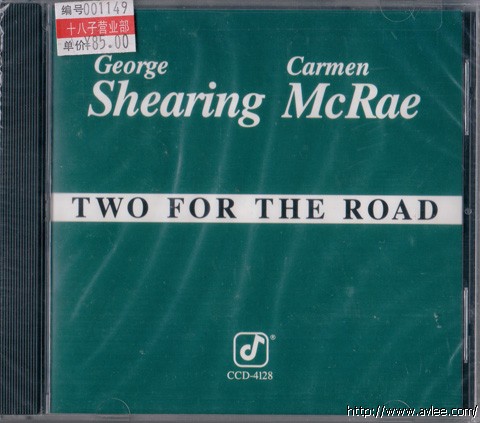 编号001149
十八子营业部
单价¥85.00
George Carmen
Shearing McRae
TWO FOR THE ROAD
®
CCD-4128
http://www.avlee.com